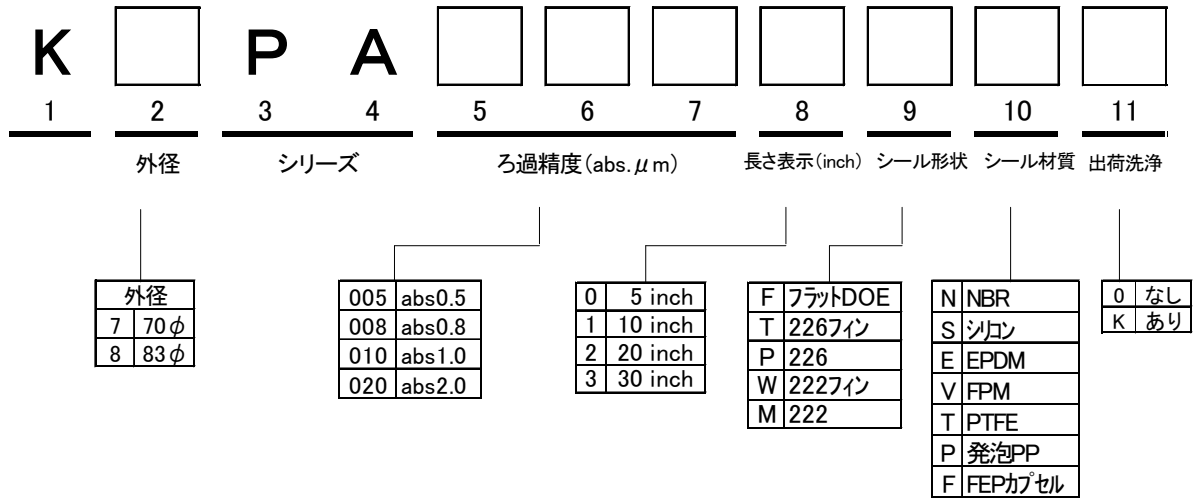 K P A
1 2 3 4 5 6 7 8 9 10 11
外径 シリーズ ろ過精度(abs.μm) 長さ表示(inch) シール形状 シール材質 出荷洗浄
外径
7 70φ
8 83φ
005 abs0.5
008 abs0.8
010 abs1.0
020 abs2.0
0 5 inch
1 10 inch
2 20 inch
3 30 inch
F フラットDOE
T 226フィン
P 226
W 222フィン
M 222
N NBR
S シリコン
E EPDM
V FPM
T PTFE
P 発泡PP
F FEPカプセル
0 なし
K あり